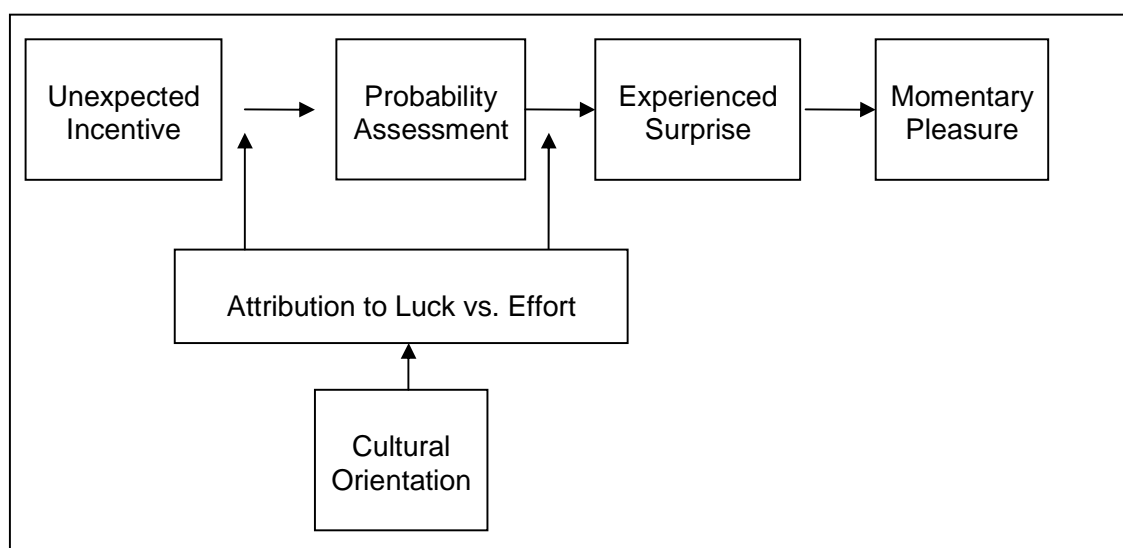 Unexpected
Incentive
Probability
Assessment
Experienced
Surprise
Momentary
Pleasure
Attribution to Luck vs. Effort
Cultural
Orientation